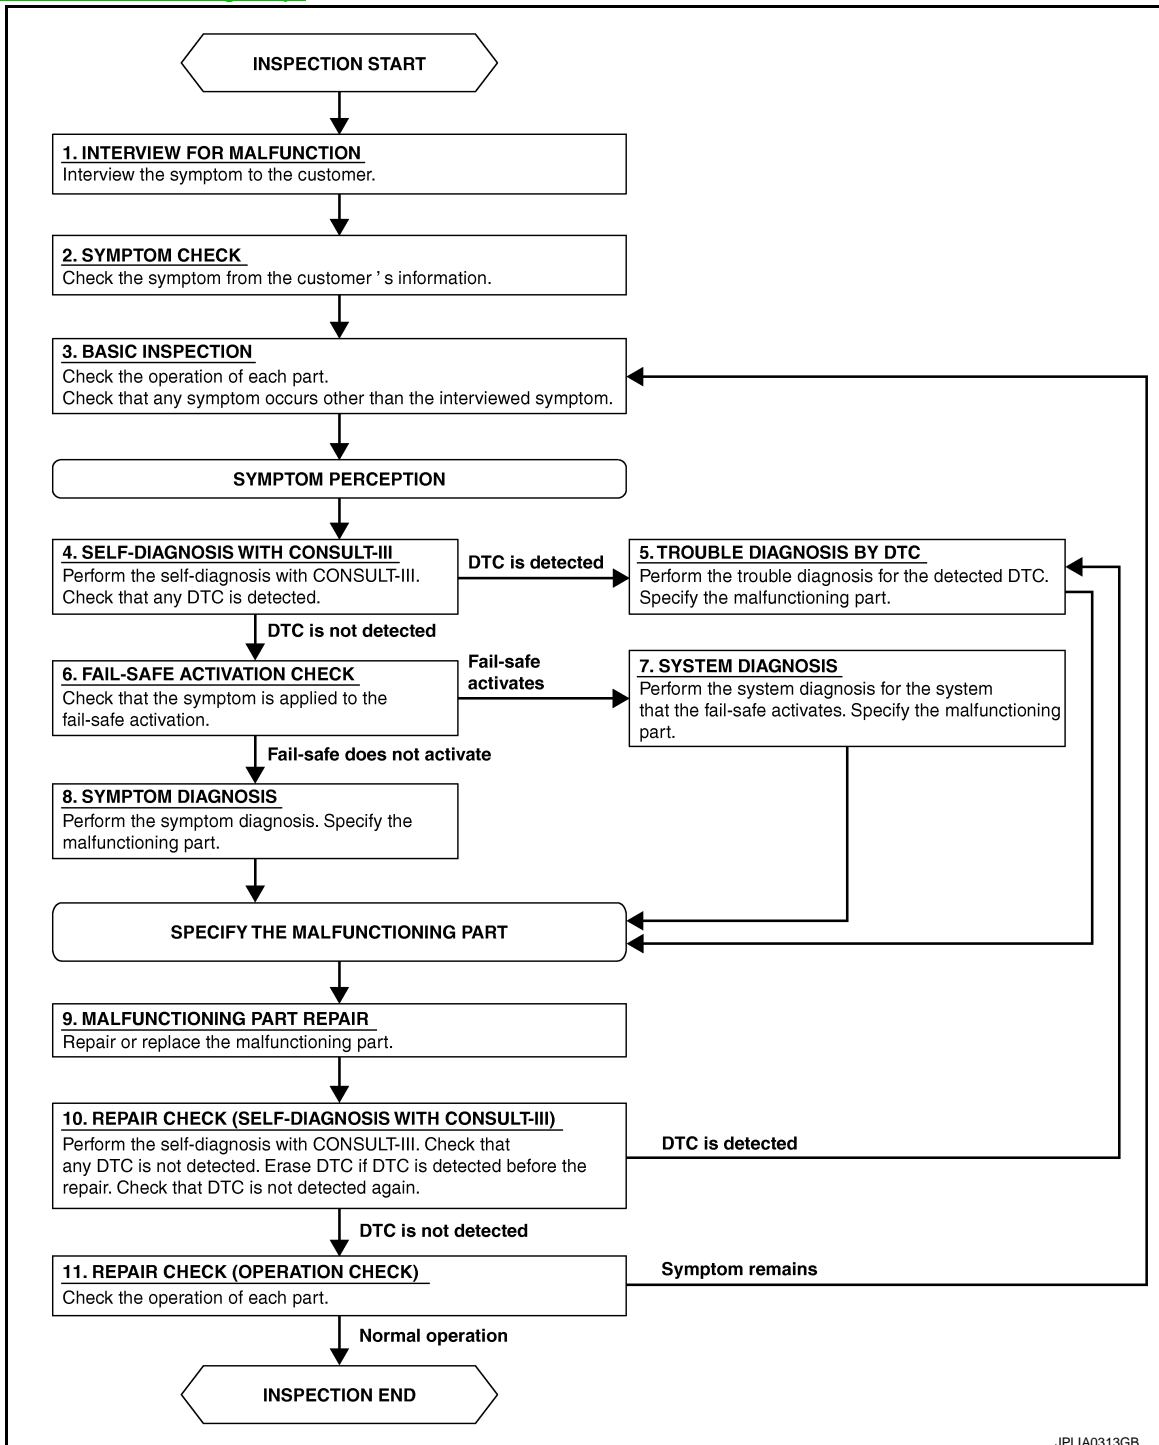 INSPECTION START
1. INTERVIEW FOR MALFUNCTION
Interview the symptom to the customer.
2. SYMPTOM CHECK
Check the symptom from the customer ’ s information.
3. BASIC INSPECTION
Check the operation of each part.
Check that any symptom occurs other than the interviewed symptom.
SYMPTOM PERCEPTION
4. SELF-DIAGNOSIS WITH CONSULT-III
Perform the self-diagnosis with CONSULT-III.
Check that any DTC is detected.
DTC is detected
5. TROUBLE DIAGNOSIS BY DTC
Perform the trouble diagnosis for the detected DTC.
Specify the malfunctioning part.
DTC is not detected
6. FAIL-SAFE ACTIVATION CHECK
Check that the symptom is applied to the
fail-safe activation.
Fail-safe
activates
7. SYSTEM DIAGNOSIS
Perform the system diagnosis for the system
that the fail-safe activates. Specify the malfunctioning
part.
Fail-safe does not activate
8. SYMPTOM DIAGNOSIS
Perform the symptom diagnosis. Specify the
malfunctioning part.
SPECIFY THE MALFUNCTIONING PART
9. MALFUNCTIONING PART REPAIR
Repair or replace the malfunctioning part.
10. REPAIR CHECK (SELF-DIAGNOSIS WITH CONSULT-III)
Perform the self-diagnosis with CONSULT-III. Check that
any DTC is not detected. Erase DTC if DTC is detected before the
repair. Check that DTC is not detected again.
DTC is detected
DTC is not detected
11. REPAIR CHECK (OPERATION CHECK)
Check the operation of each part.
Symptom remains
Normal operation
INSPECTION END